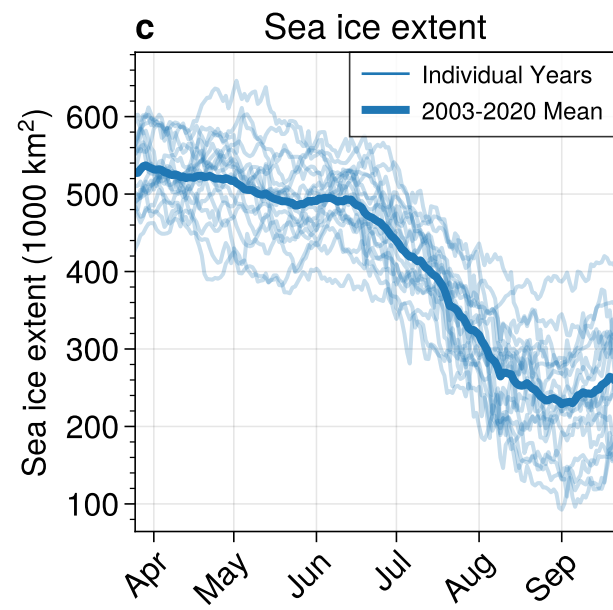 c Sea ice extent
Individual Years
2003-2020 Mean
Sea ice extent (1000 km²)
600
500
400
300
200
100
Apr May Jun Jul Aug Sep